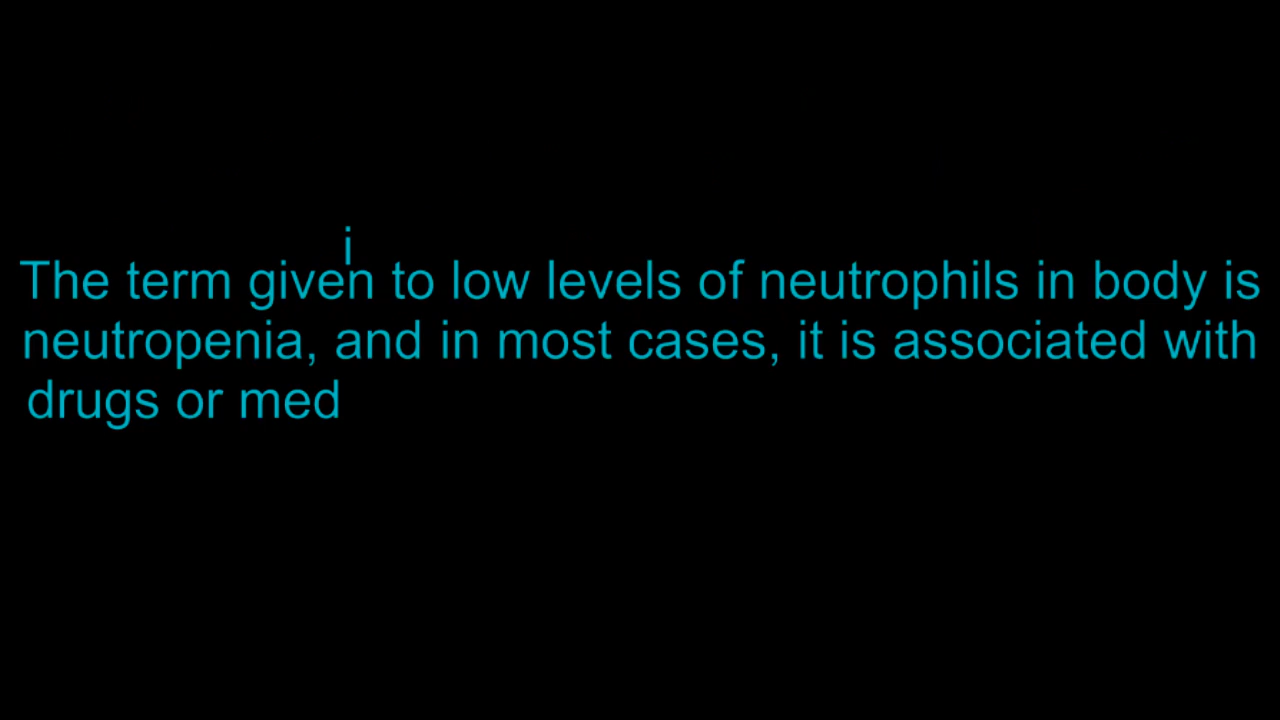 i
The term given to low levels of neutrophils in body is
neutropenia, and in most cases, it is associated with
drugs or med